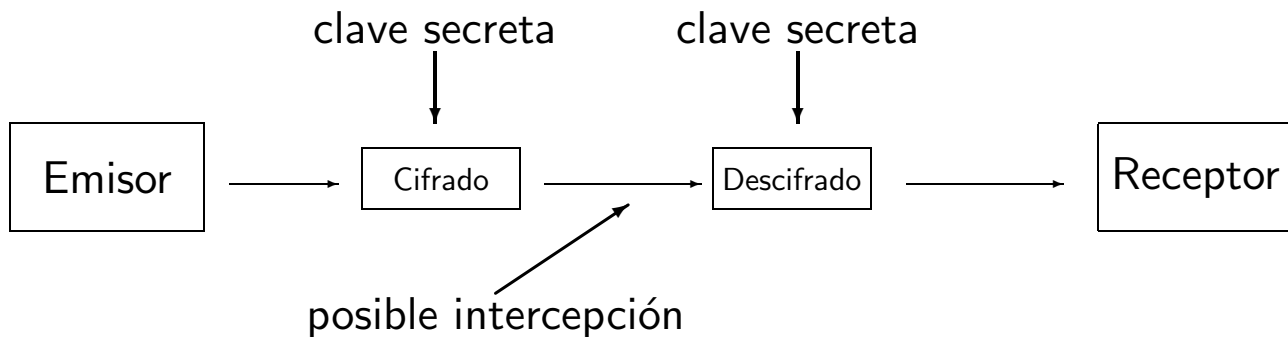 clave secreta
clave secreta
Emisor
Cifrado
Descifrado
Receptor
posible intercepción